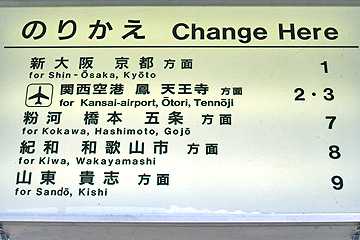 のりかえ Change Here
新大阪 京都 方面 1
for Shin-Ōsaka, Kyōto
関西空港 鳳 天王寺 方面 2・3
for Kansai-airport, Ōtori, Tennōji
粉河 橋本 五条 方面 7
for Kokawa, Hashimoto, Gojō
紀和 和歌山市 方面 8
for Kiwa, Wakayamashi
山東 貴志 方面 9
for Sandō, Kishi